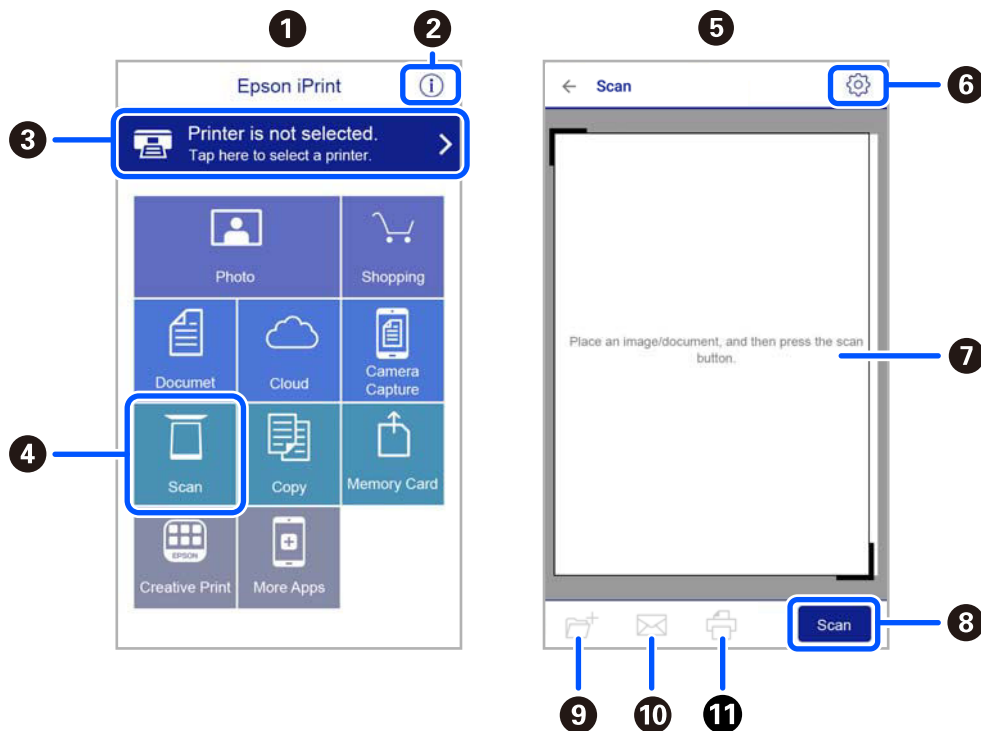 1
2
5
Epson iPrint
i
Scan
6
3
Printer is not selected.
Tap here to select a printer.
Photo
Shopping
Place an image/document, and then press the scan
button.
7
Documet
Cloud
Camera
Capture
4
Scan
Copy
Memory Card
EPSON
Creative Print
More Apps
Scan
8
9
10
11